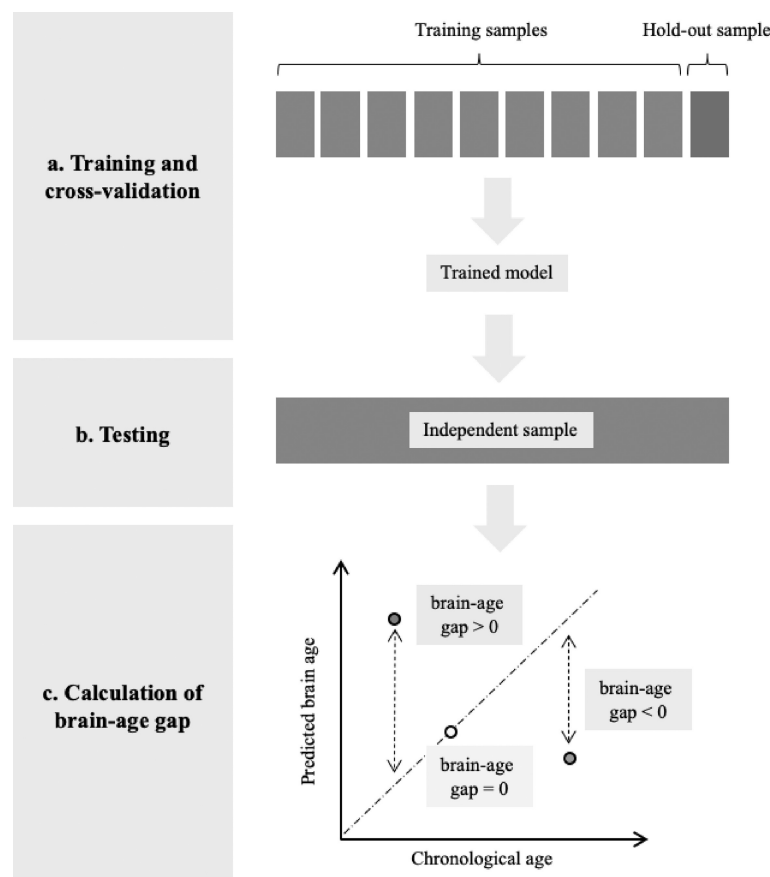 Training samples
Hold-out sample
a. Training and
cross-validation
Trained model
b. Testing
Independent sample
c. Calculation of
brain-age gap
Predicted brain age
brain-age
gap > 0
brain-age
gap < 0
brain-age
gap = 0
Chronological age